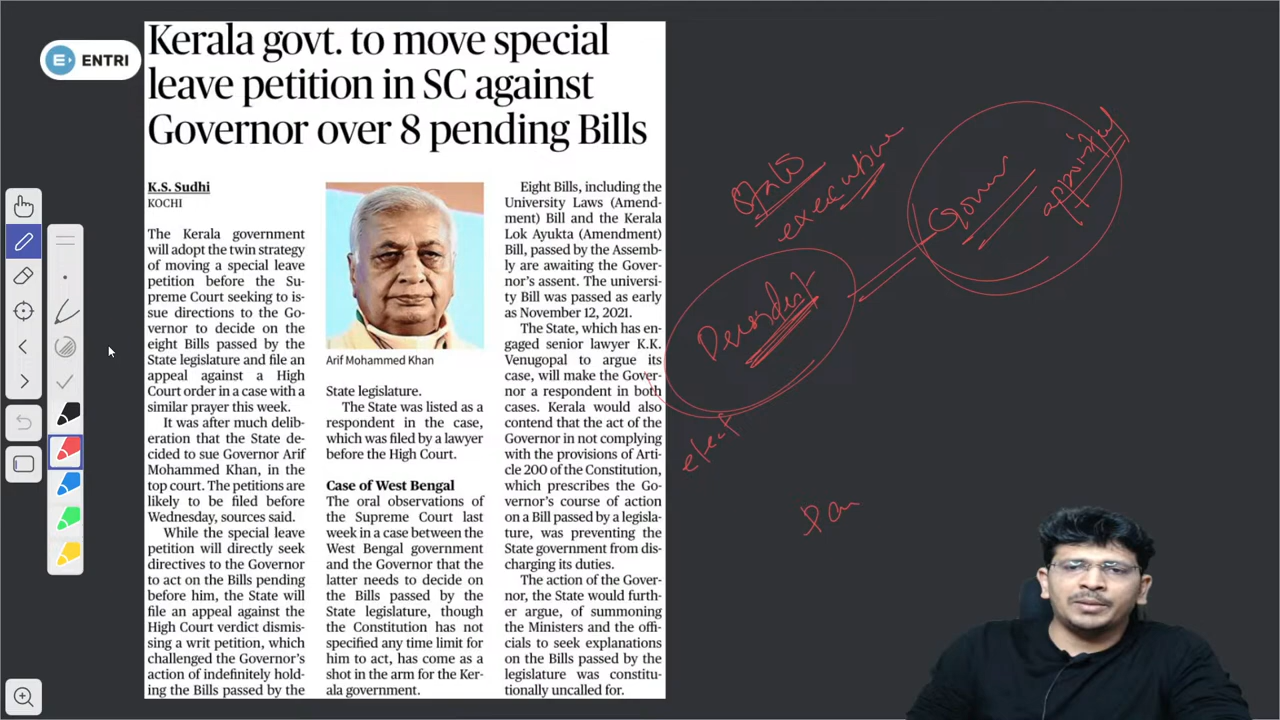 ENTRI
Kerala govt. to move special
leave petition in SC against
Governor over 8 pending Bills
K.S. Sudhi
KOCHI
The Kerala government
will adopt the twin strategy
of moving a special leave
petition before the Su-
preme Court seeking to is-
sue directions to the Go-
vernor to decide on the
eight Bills passed by the
State legislature and file an
appeal against a High
Court order in a case with a
similar prayer this week.
It was after much delib-
eration that the State de-
cided to sue Governor Arif
Mohammed Khan, in the
top court. The petitions are
likely to be filed before
Wednesday, sources said.
While the special leave
petition will directly seek
directives to the Governor
to act on the Bills pending
before him, the State will
file an appeal against the
High Court verdict dismis-
sing a writ petition, which
challenged the Governor's
action of indefinitely hold-
ing the Bills passed by the
Arif Mohammed Khan
State legislature.
The State was listed as a
respondent in the case,
which was filed by a lawyer
before the High Court.
Case of West Bengal
The oral observations of
the Supreme Court last
week in a case between the
West Bengal government
and the Governor that the
latter needs to decide on
the Bills passed by the
State legislature, though
the Constitution has not
specified any time limit for
him to act, has come as a
shot in the arm for the Ker-
ala government.
Eight Bills, including the
University Laws (Amend-
ment) Bill and the Kerala
Lok Ayukta (Amendment)
Bill, passed by the Assemb-
ly are awaiting the Gover-
nor's assent. The universi-
ty Bill was passed as early
as November 12, 2021.
The State, which has en-
gaged senior lawyer K.K.
Venugopal to argue its
case, will make the Gover-
nor a respondent in both
cases. Kerala would also
contend that the act of the
Governor in not complying
with the provisions of Arti-
cle 200 of the Constitution,
which prescribes the Go-
vernor's course of action
on a Bill passed by a legisla-
ture, was preventing the
State government from dis-
charging its duties.
The action of the Gover-
nor, the State would furth-
er argue, of summoning
the Ministers and the offi-
cials to seek explanations
on the Bills passed by the
legislature was constitu-
tionally uncalled for.
executive
elect